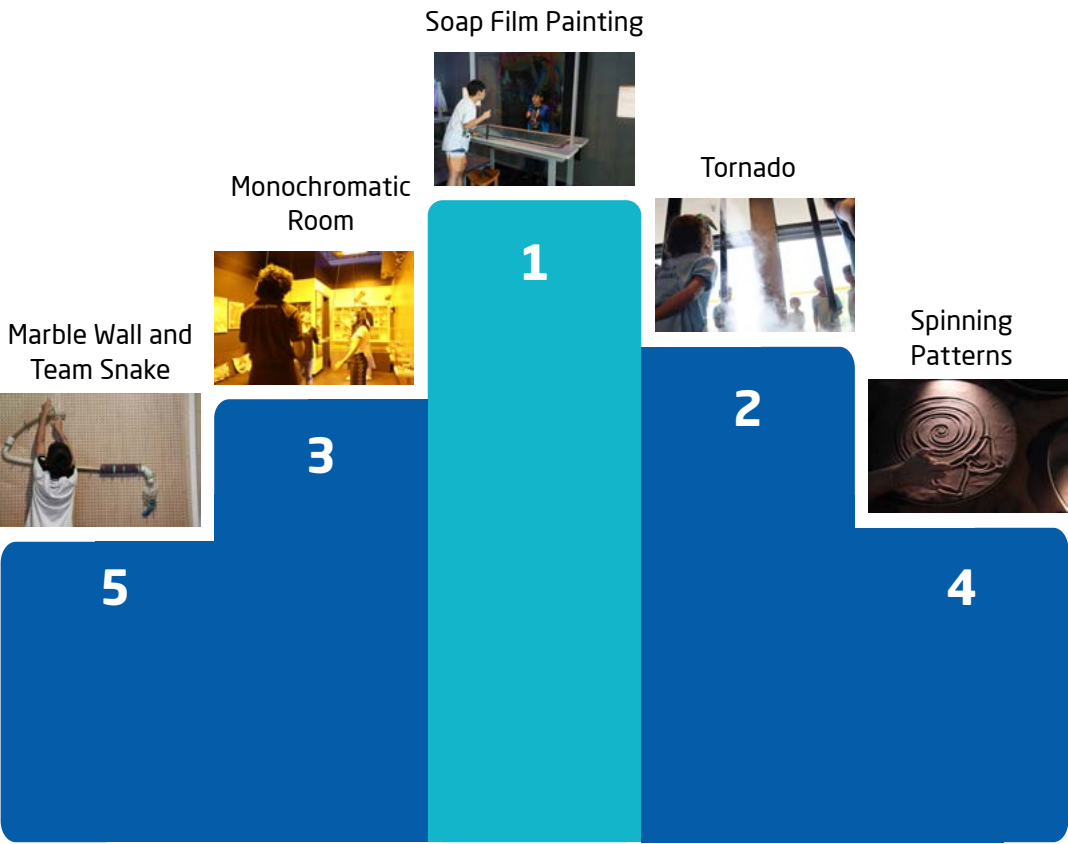 Soap Film Painting
1
Tornado
2
Monochromatic
Room
3
Spinning
Patterns
4
Marble Wall and
Team Snake
5